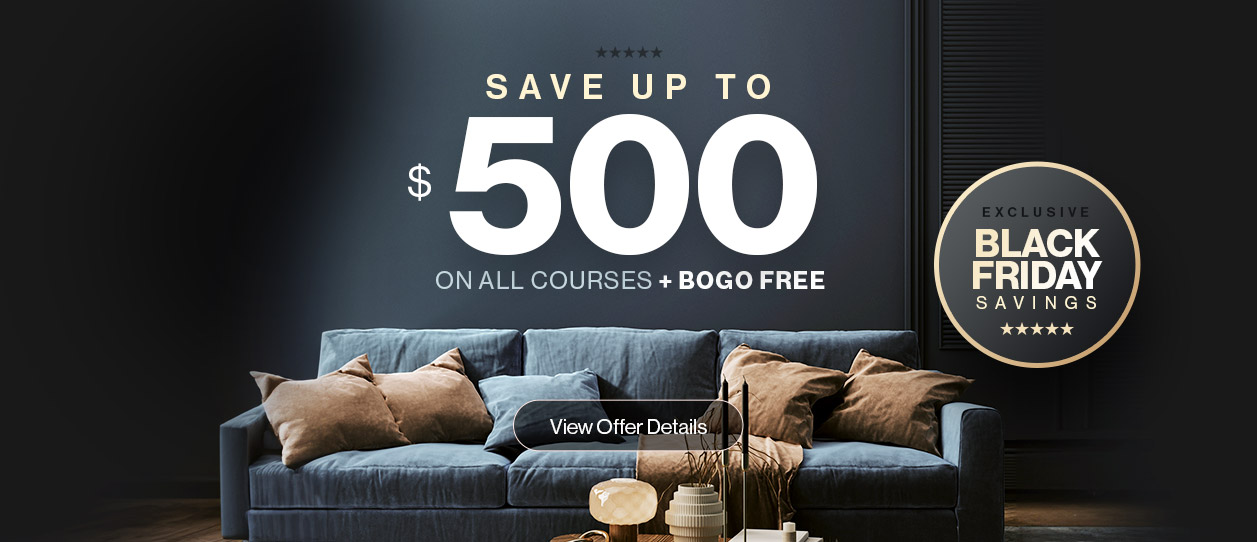 ★★★★★
SAVE UP TO
$500
ON ALL COURSES + BOGO FREE
EXCLUSIVE
BLACK
FRIDAY
SAVINGS
★★★★★
View Offer Details